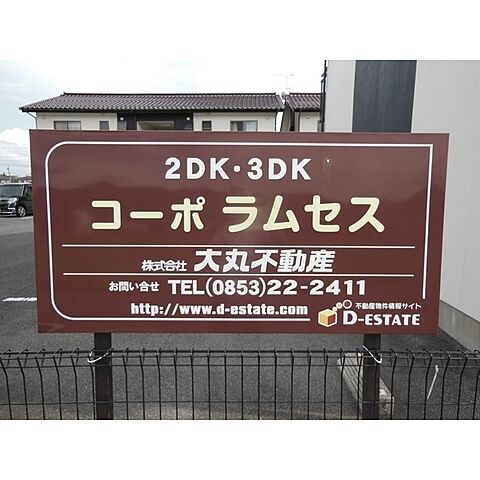 2DK・3DK
コーポ ラムセス
株式会社 大丸不動産
お問い合せ TEL(0853)22-2411
http://www.d-estate.com
不動産物件情報サイト
D-ESTATE